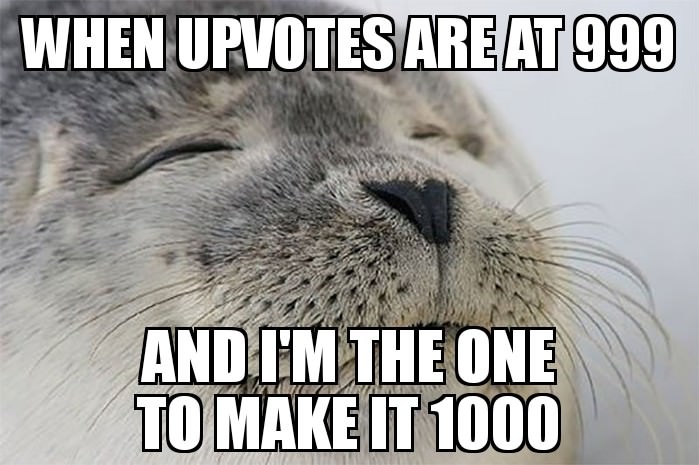 WHEN UPVOTES ARE AT 999
AND I'M THE ONE
TO MAKE IT 1000